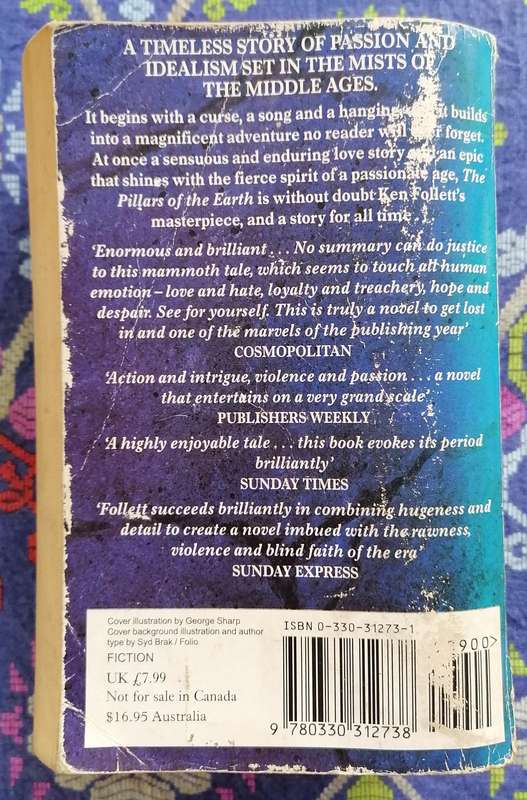 A TIMELESS STORY OF PASSION AND
IDEALISM SET IN THE MISTS OF
THE MIDDLE AGES.
It begins with a curse, a song and a hanging builds
into a magnificent adventure no reader will forget.
At once a sensuous and enduring love story and an epic
that shines with the fierce spirit of a passionate age, The
Pillars of the Earth is without doubt Ken Follett's
masterpiece, and a story for all time .
'Enormous and brilliant . . . No summary can do justice
to this mammoth tale, which seems to touch all human
emotion – love and hate, loyalty and treachery, hope and
despair. See for yourself. This is truly a novel to get lost
in and one of the marvels of the publishing year'
COSMOPOLITAN
'Action and intrigue, violence and passion . . . a novel
that entertains on a very grand scale'
PUBLISHERS WEEKLY
'A highly enjoyable tale . . . this book evokes its period
brilliantly'
SUNDAY TIMES
'Follett succeeds brilliantly in combining hugeness and
detail to create a novel imbued with the rawness,
violence and blind faith of the era'
SUNDAY EXPRESS
Cover illustration by George Sharp
Cover background illustration and author
type by Syd Brak / Folio
FICTION
UK £7.99
Not for sale in Canada
$16.95 Australia
ISBN 0-330-31273-1
900>
9 780330 312738